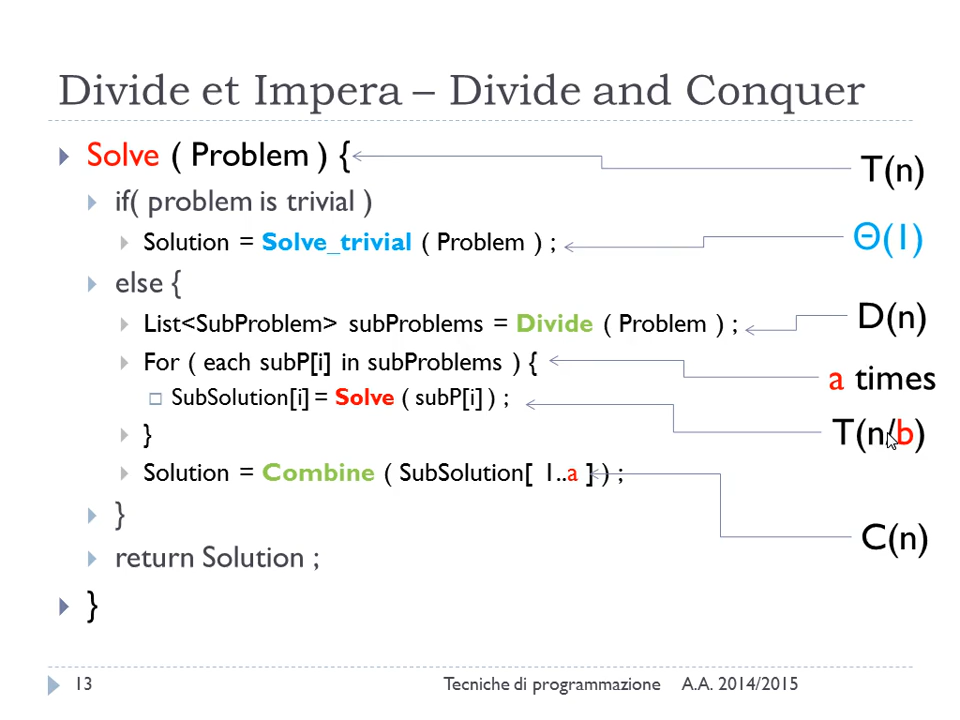 Divide et Impera – Divide and Conquer
Solve ( Problem ) {
T(n)
if( problem is trivial )
Solution = Solve_trivial ( Problem ) ;
Θ(1)
else {
List<SubProblem> subProblems = Divide ( Problem ) ;
D(n)
For ( each subP[i] in subProblems ) {
a times
SubSolution[i] = Solve ( subP[i] ) ;
T(n/b)
}
Solution = Combine ( SubSolution[ 1..a ] ) ;
C(n)
}
return Solution ;
}
13 Tecniche di programmazione A.A. 2014/2015